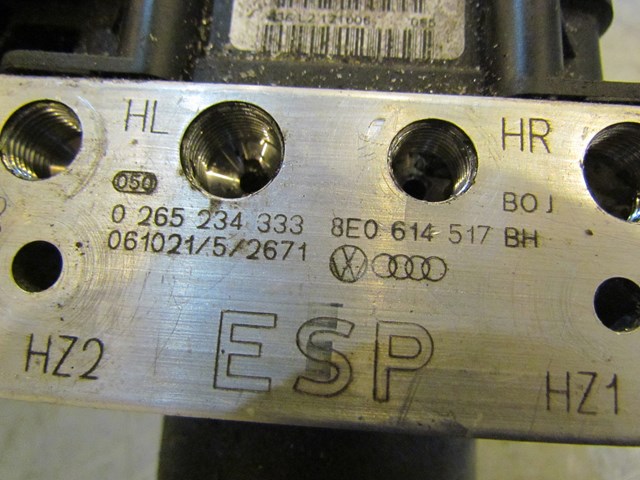 HL
HR
050
BOJ
0 265 234 333 8E0 614 517 BH
061021/5/2671
ESP
HZ2
HZ1